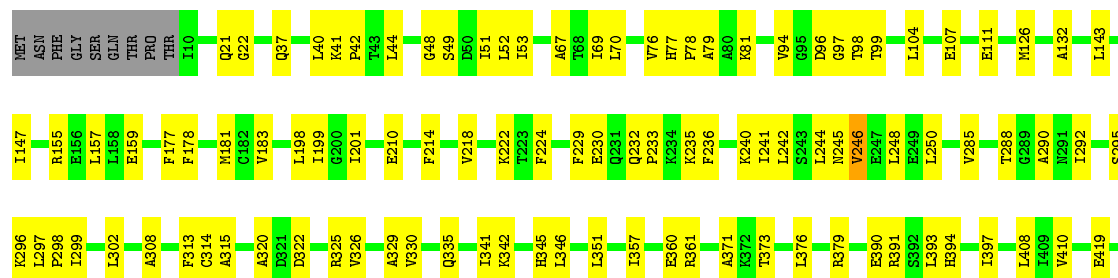 MET ASN PHE GLY SER GLN THR PRO THR I10 Q21 G22 Q37 L40 K41 P42 T43 L44 G48 S49 D50 I51 L52 I53 A67 T68 I69 L70 V76 H77 P78 A79 A80 K81 V94 G95 D96 G97 T98 T99 L104 E107 E111 M126 A132 L143
I147 R155 E156 L157 L158 E159 F177 F178 M181 C182 V183 L198 I199 G200 I201 E210 F214 V218 K222 T223 F224 F229 E230 Q231 Q232 P233 K234 K235 F236 K240 I241 L242 S243 L244 N245 V246 E247 L248 E249 L250 V285 T288 G289 A290 N291 I292 S295
K296 L297 P298 I299 L302 A308 F313 C314 A315 A320 D321 D322 R325 V326 A329 V330 Q335 I341 K342 H345 L346 L351 I357 E360 R361 A371 K372 T373 L376 R379 E390 R391 S392 L393 H394 I397 L408 I409 V410 E419